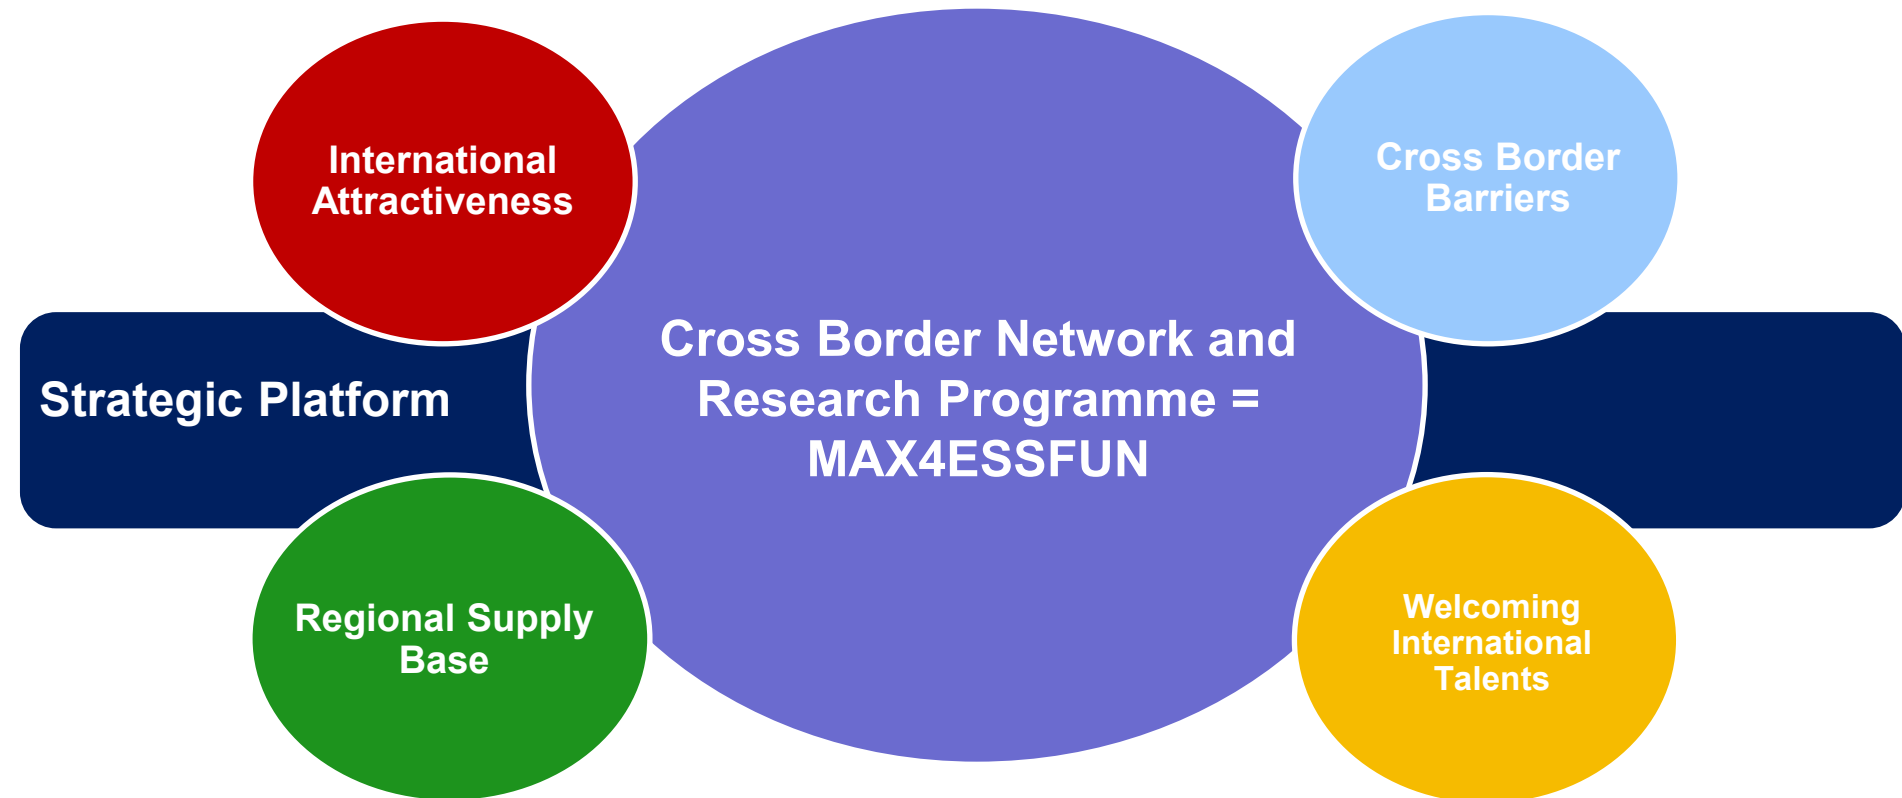 International
Attractiveness
Cross Border
Barriers
Strategic Platform
Cross Border Network and
Research Programme =
MAX4ESSFUN
Regional Supply
Base
Welcoming
International
Talents